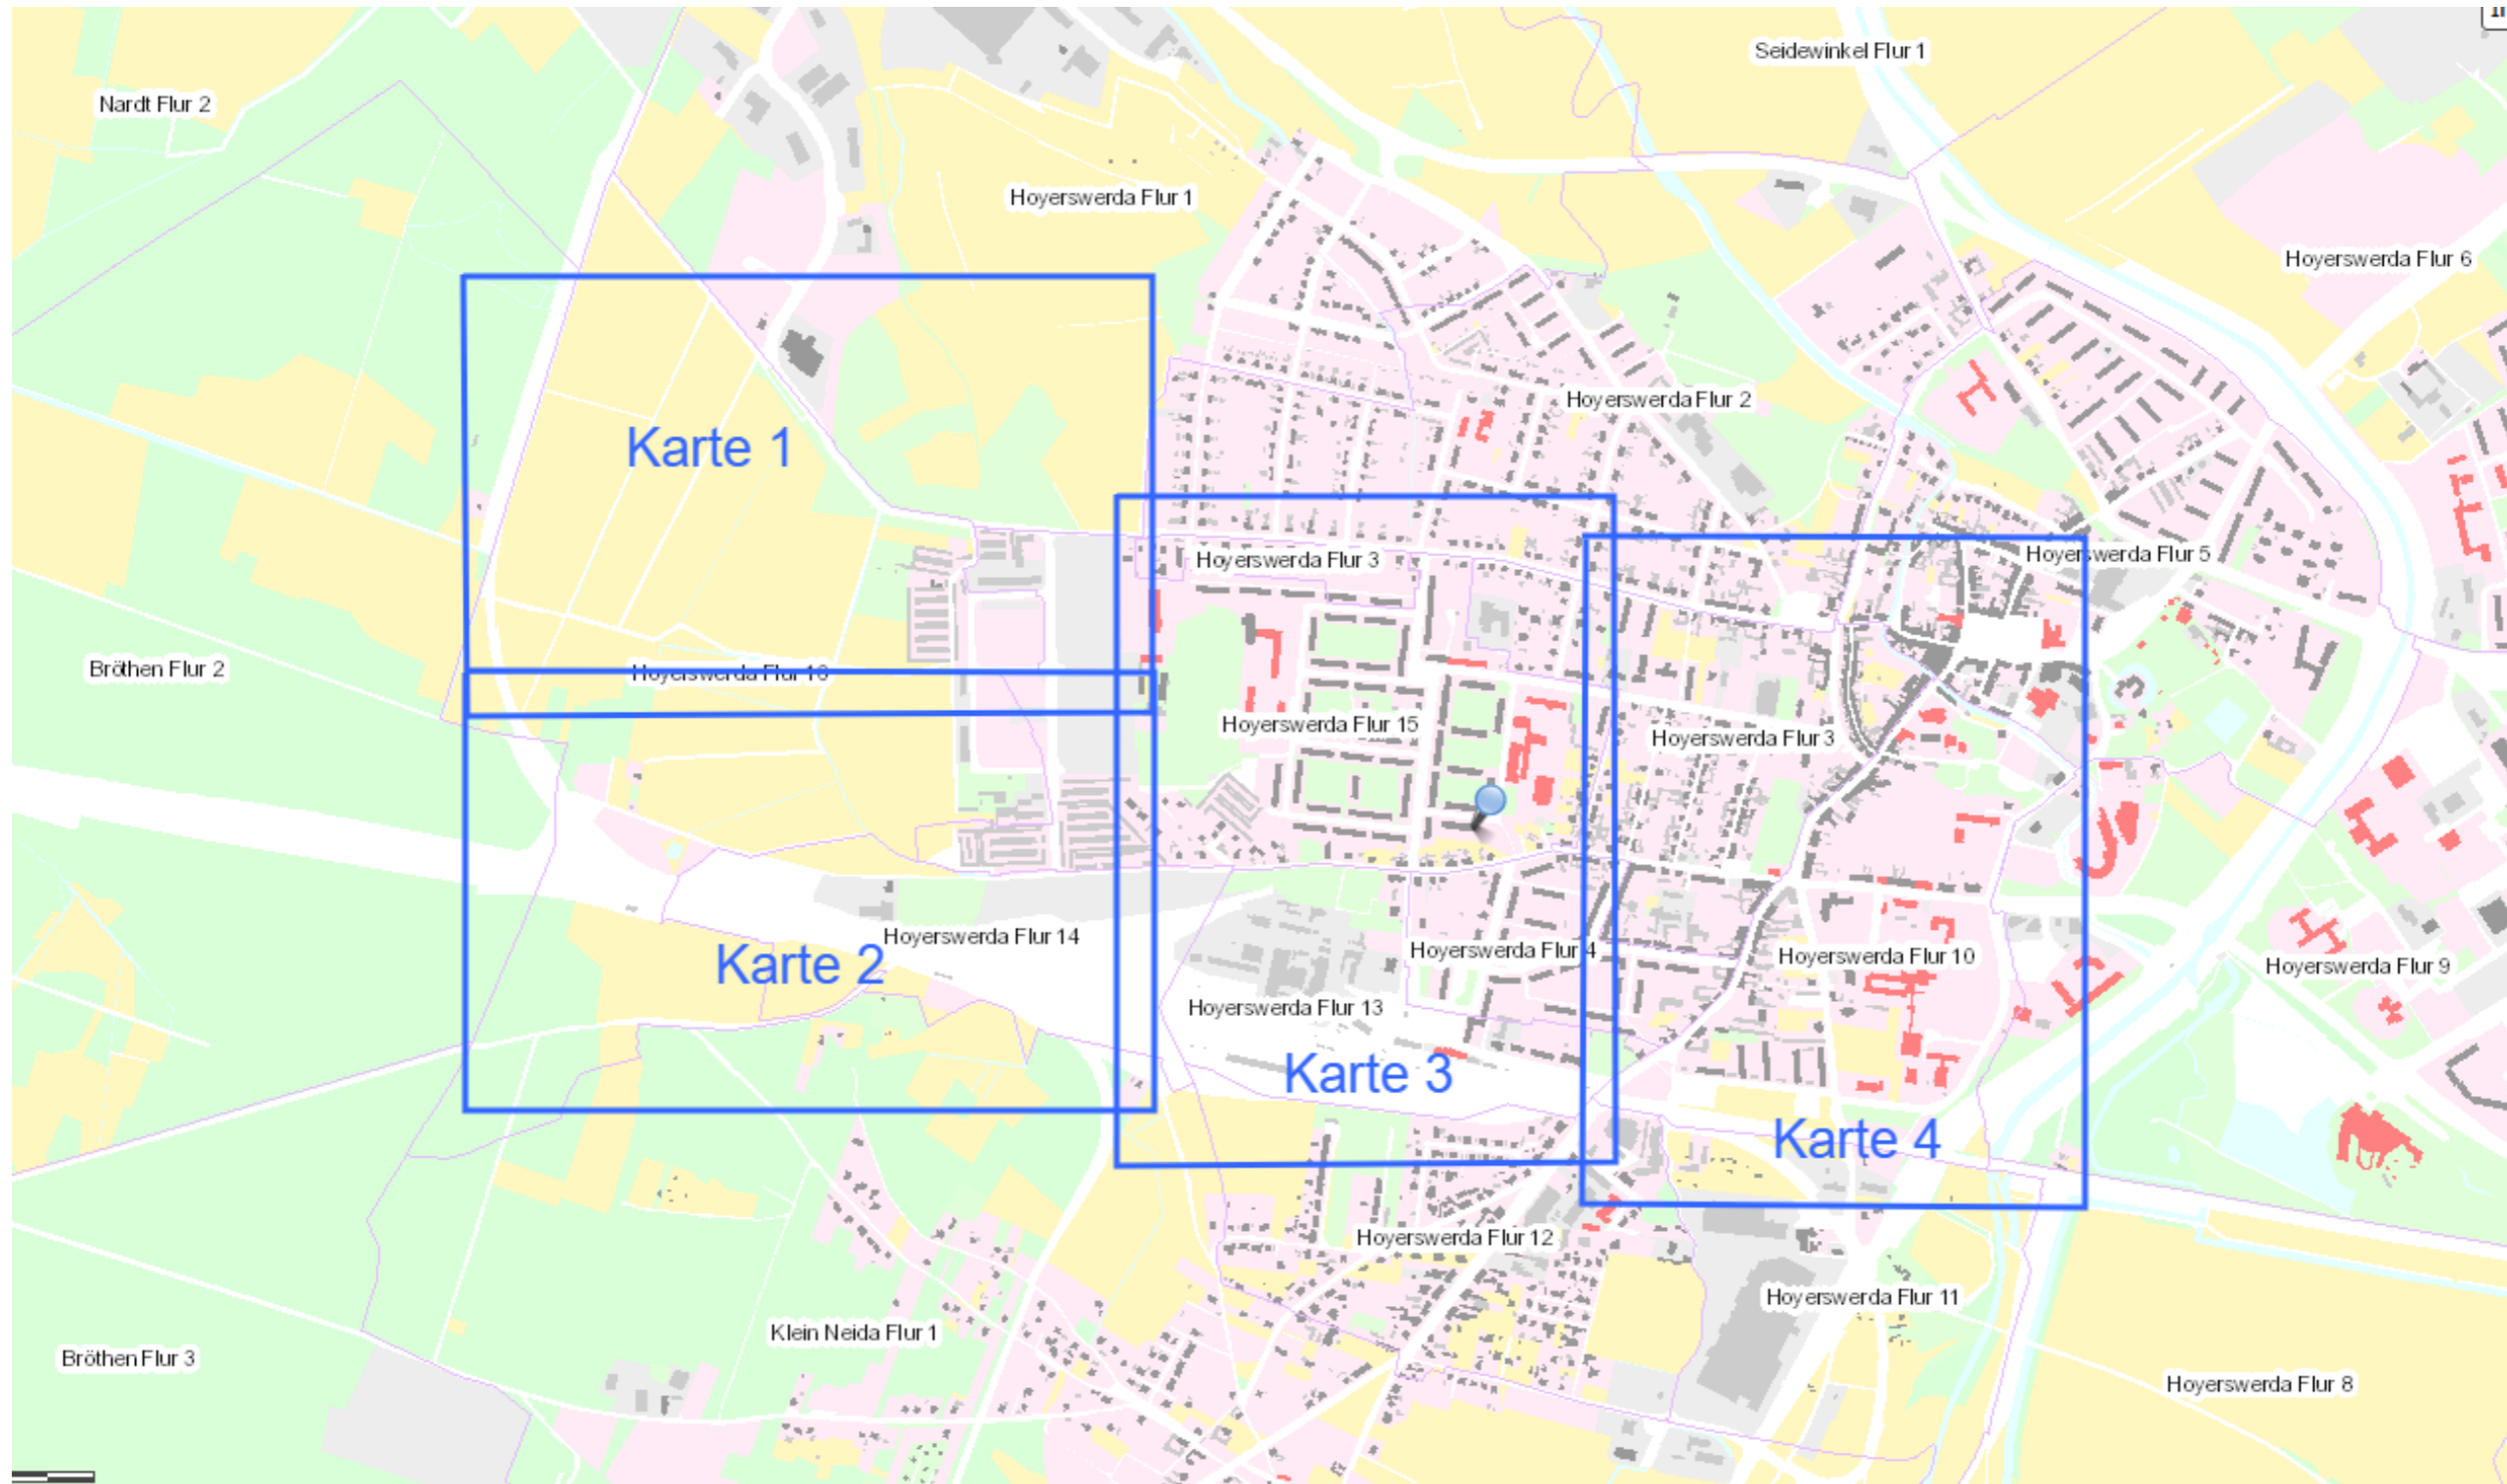 Seidewinkel Flur 1
Nardt Flur 2
Hoyerswerda Flur 1
Hoyerswerda Flur 6
Hoyerswerda Flur 2
Karte 1
Hoyerswerda Flur 3
Hoyerswerda Flur 5
Bröthen Flur 2
Hoyerswerda Flur 15
Hoyerswerda Flur 3
Hoyerswerda Flur 14
Karte 2
Hoyerswerda Flur 4
Hoyerswerda Flur 10
Hoyerswerda Flur 9
Hoyerswerda Flur 13
Karte 3
Karte 4
Hoyerswerda Flur 12
Hoyerswerda Flur 11
Klein Neida Flur 1
Bröthen Flur 3
Hoyerswerda Flur 8